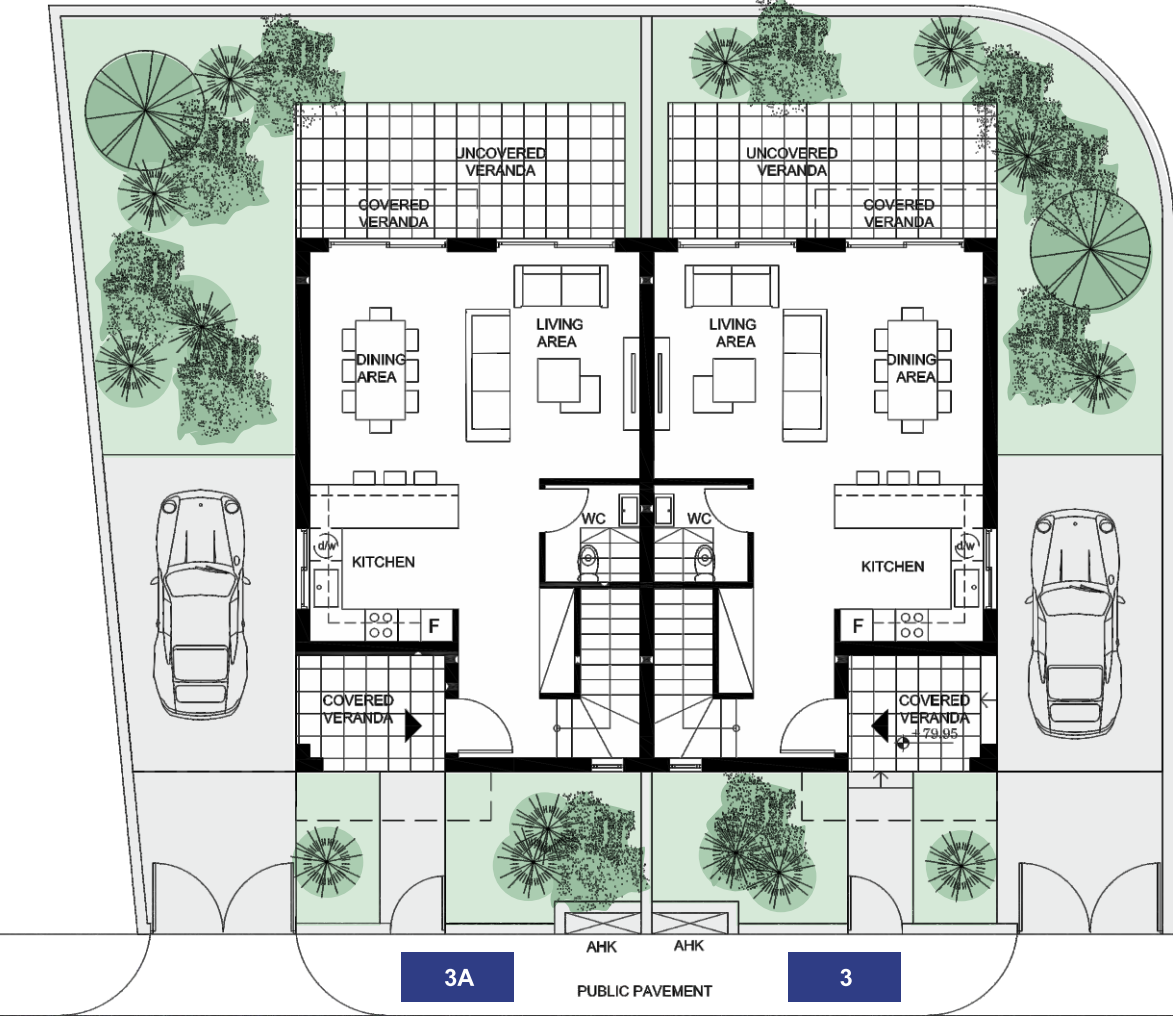 UNCOVERED
VERANDA
UNCOVERED
VERANDA
COVERED
VERANDA
COVERED
VERANDA
LIVING
AREA
LIVING
AREA
DINING
AREA
DINING
AREA
WC
WC
d/w
KITCHEN
d/w
KITCHEN
F
F
COVERED
VERANDA
COVERED
VERANDA
+79.95
AHK
AHK
3A
3
PUBLIC PAVEMENT